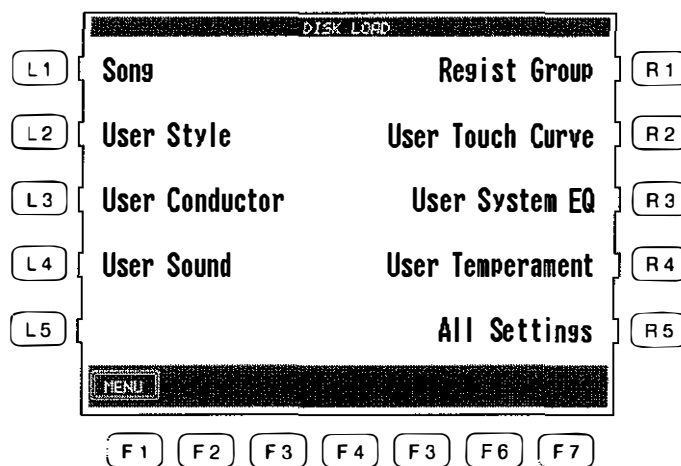 DISK LOAD
L1 Song Regist Group R1
L2 User Style User Touch Curve R2
L3 User Conductor User System EQ R3
L4 User Sound User Temperament R4
L5 All Settings R5
MENU
F1 F2 F3 F4 F3 F6 F7